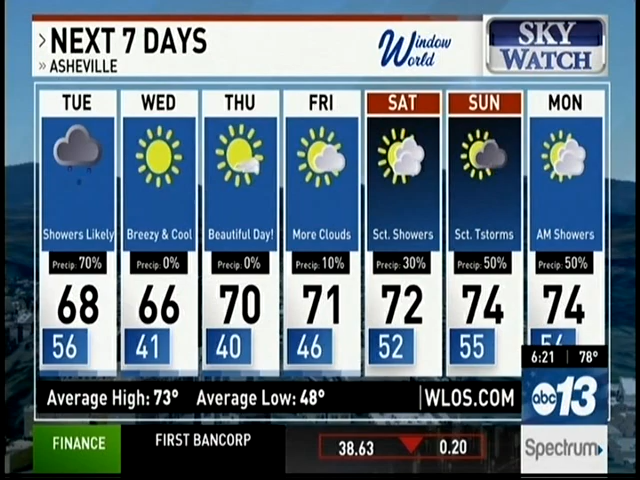 > NEXT 7 DAYS
» ASHEVILLE
Window World
SKY WATCH
TUE WED THU FRI SAT SUN MON
Showers Likely Breezy & Cool Beautiful Day! More Clouds Sct. Showers Sct. Tstorms AM Showers
Precip: 70% Precip: 0% Precip: 0% Precip: 10% Precip: 30% Precip: 50% Precip: 50%
68 66 70 71 72 74 74
56 41 40 46 52 55
6:21 78°
Average High: 73° Average Low: 48° WLOS.COM
abc 13
FINANCE FIRST BANCORP 38.63 0.20
Spectrum